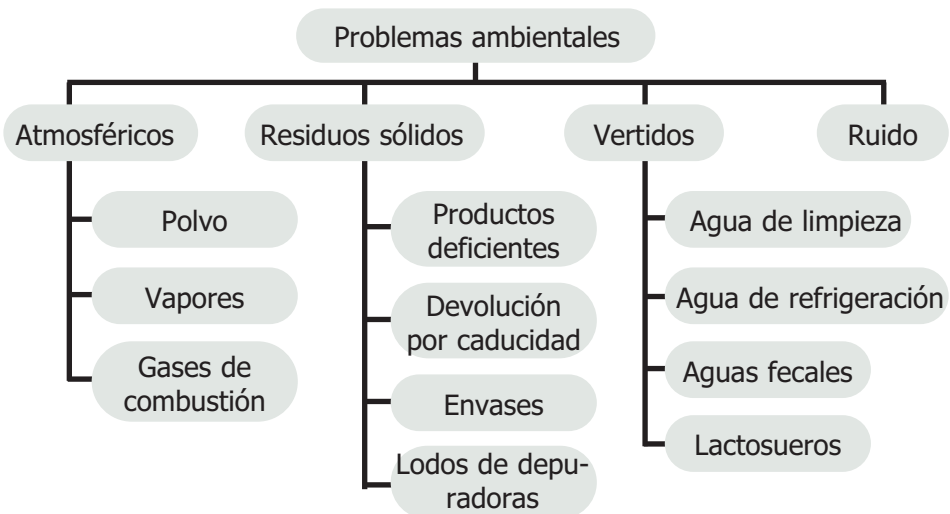 Problemas ambientales
Atmosféricos
Residuos sólidos
Vertidos
Ruido
Polvo
Vapores
Gases de
combustión
Productos
deficientes
Devolución
por caducidad
Envases
Lodos de depu-
radoras
Agua de limpieza
Agua de refrigeración
Aguas fecales
Lactosueros